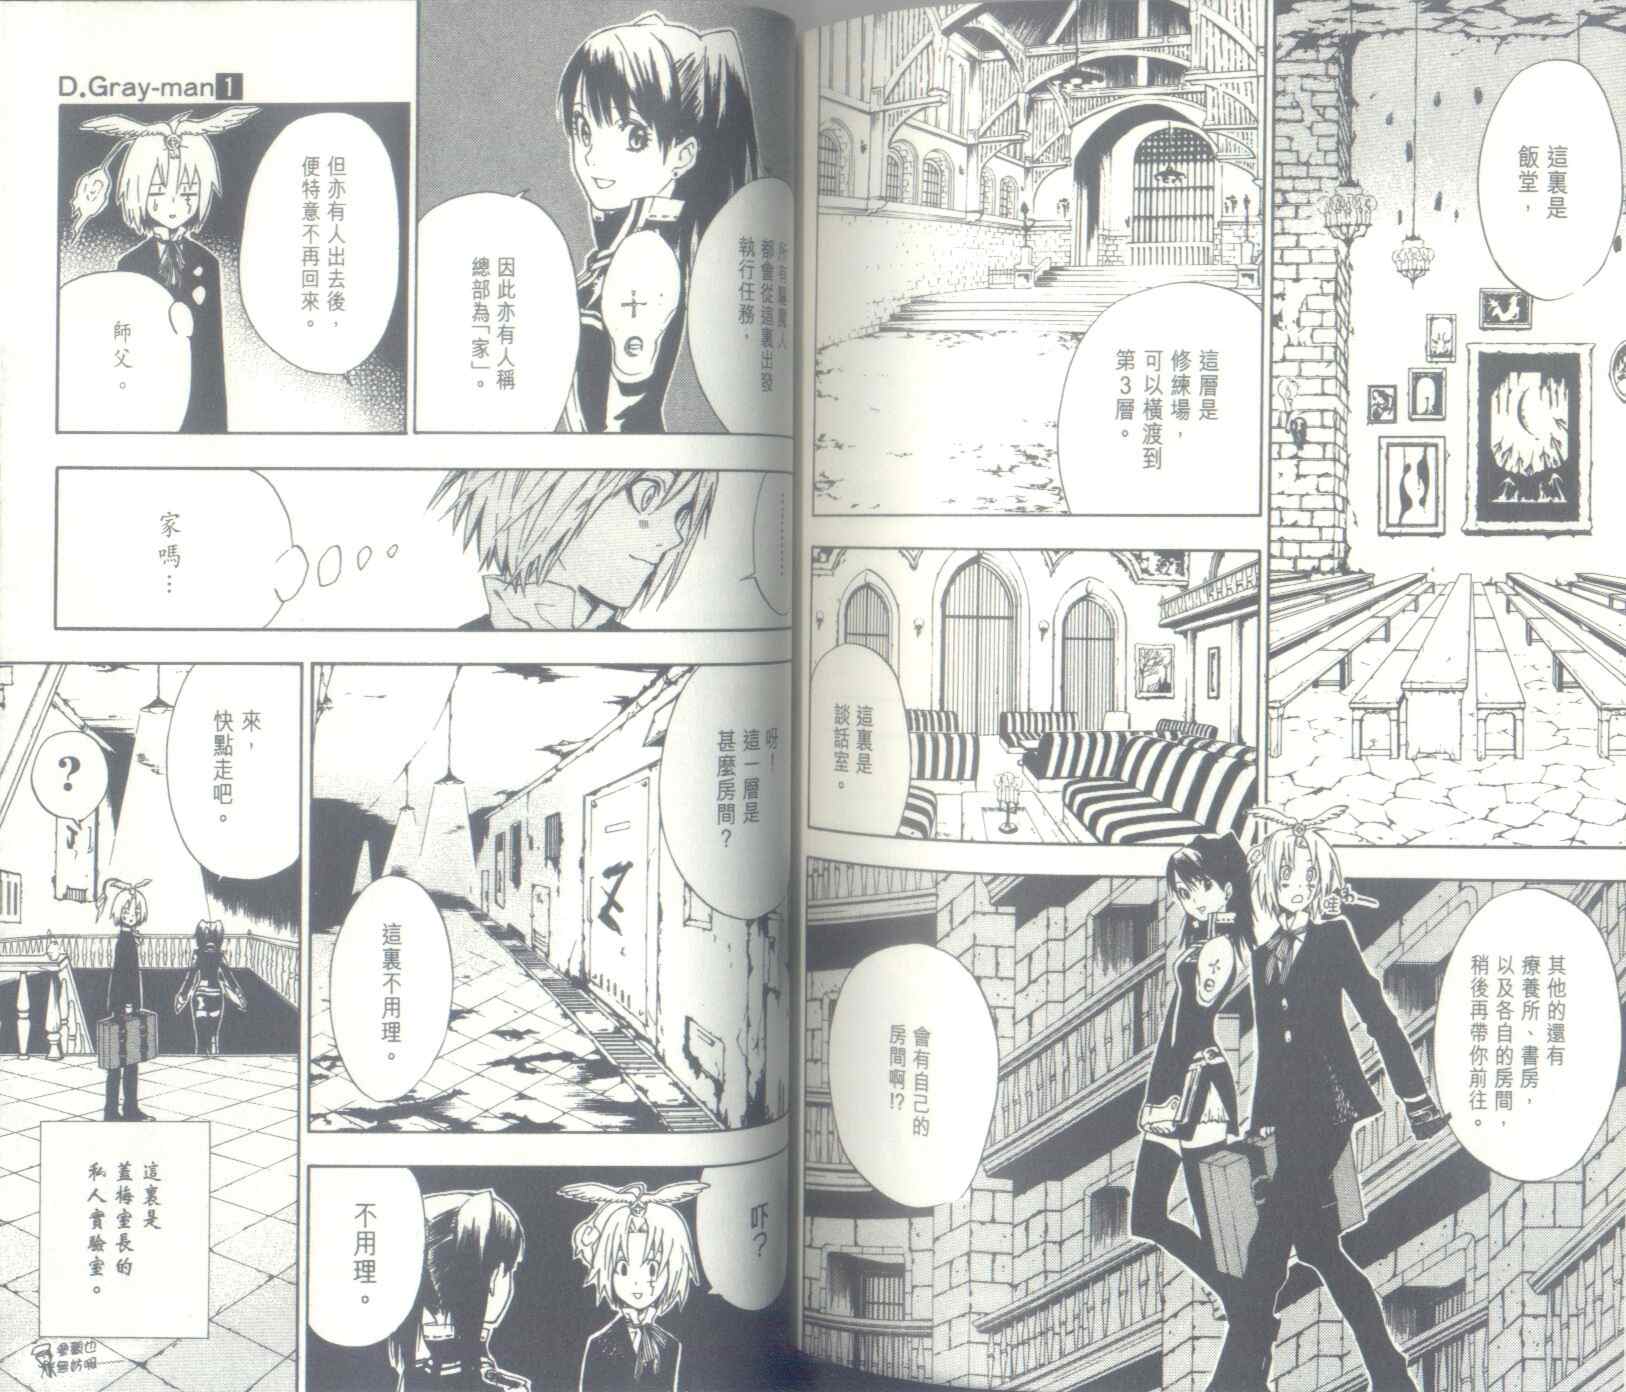 這裏是
飯堂，
這層是
修練場，
可以橫渡到
第3層。
這裏是
談話室。
哇
其他的還有
療養所、書房，
以及各自的房間，
稍後再帶你前往。
會有自己的
房間啊!?
D.Gray-man 1
所有驅魔人
都會從這裏出發
執行任務，
因此亦有人稱
總部為「家」。
但亦有人出去後，
便特意不再回來。
師父。
…………
家嗎…
呀！
這一層是
甚麼房間？
這裏不用理。
吓？
不用理。
來，
快點走吧。
?
這裏是
蓋梅室長的
私人實驗室。